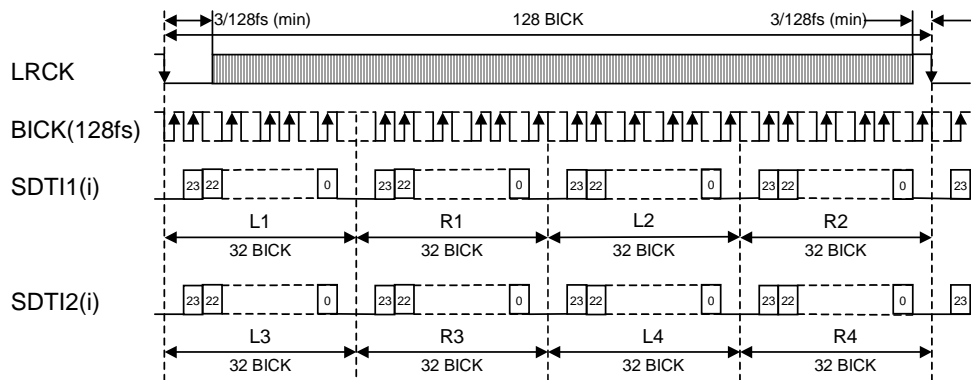 3/128fs (min) 128 BICK 3/128fs (min)
LRCK
BICK(128fs)
SDTI1(i) 23 22 0 23 22 0 23 22 0 23 22 0 23
L1 R1 L2 R2
32 BICK 32 BICK 32 BICK 32 BICK
SDTI2(i) 23 22 0 23 22 0 23 22 0 23 22 0 23
L3 R3 L4 R4
32 BICK 32 BICK 32 BICK 32 BICK